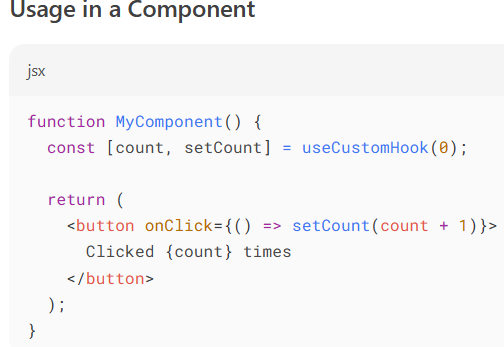 Usage in a Component
jsx
function MyComponent() {
  const [count, setCount] = useCustomHook(0);

  return (
    <button onClick={() => setCount(count + 1)}>
      Clicked {count} times
    </button>
  );
}